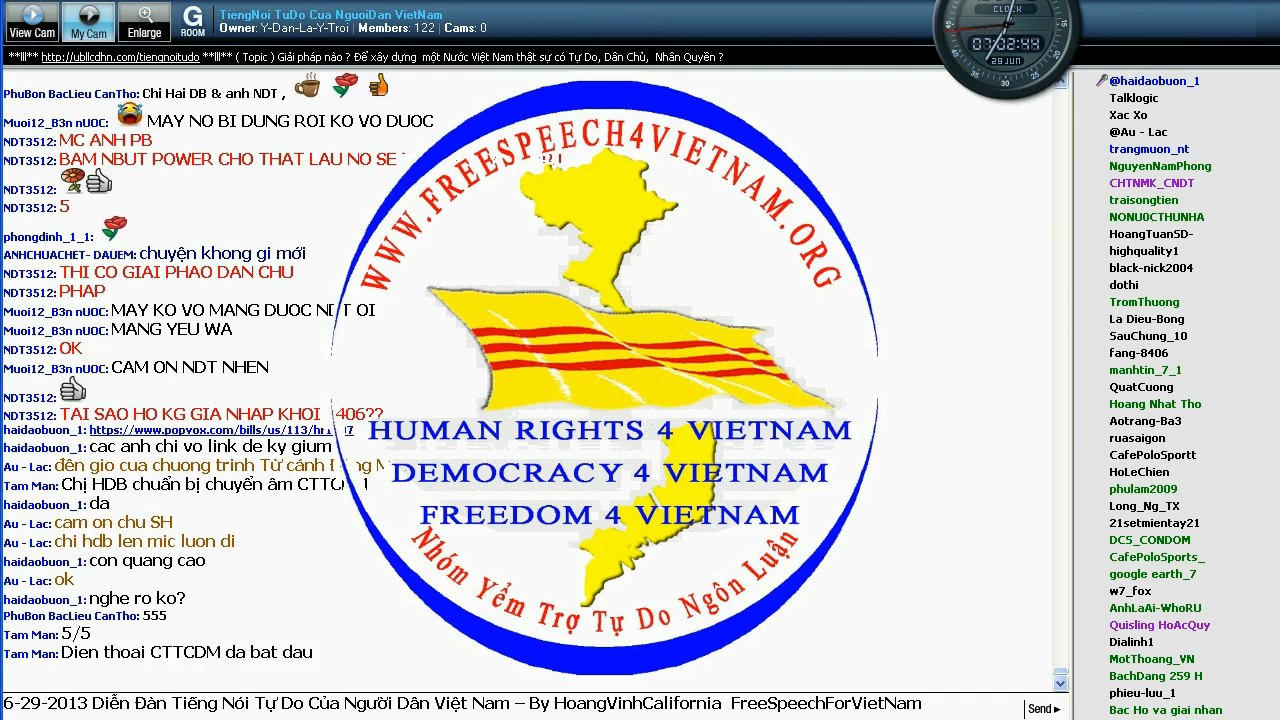 View Cam
My Cam
Enlarge
G
ROOM
TiengNoi TuDo Cua NguoiDan VietNam
Owner: Y-Dan-La-Y-Troi | Members: 122 | Cams: 0
CLOCK
07:02:44
29 JUN
**lll** http://ubllcdhn.com/tiengnoitudo **lll** ( Topic ) Giải pháp nào ? Để xây dựng một Nước Việt Nam thật sự có Tự Do, Dân Chủ, Nhân Quyền ?
PhuBon BacLieu CanTho: Chi Hai DB & anh NDT ,
Muoi12_B3n nUOC: MAY NO BI DUNG ROI KO VO DUOC
NDT3512: MC ANH PB
NDT3512: BAM NBUT POWER CHO THAT LAU NO SE
NDT3512:
NDT3512: 5
phongdinh_1_1:
ANHCHUACHET- DAUEM: chuyện khong gi mới
NDT3512: THI CO GIAI PHAO DAN CHU
NDT3512: PHAP
Muoi12_B3n nUOC: MAY KO VO MANG DUOC NDT OI
Muoi12_B3n nUOC: MANG YEU WA
NDT3512: OK
Muoi12_B3n nUOC: CAM ON NDT NHEN
NDT3512:
NDT3512: TAI SAO HO KG GIA NHAP KHOI 406??
haidaobuon_1: https://www.popvox.com/bills/us/113/
haidaobuon_1: cac anh chi vo link de ky gium
Au - Lac: đến gio cua chuong trinh Từ cánh
Tam Man: Chị HDB chuẩn bị chuyển âm
haidaobuon_1: da
Au - Lac: cam on chu SH
Au - Lac: chi hdb len mic luon di
haidaobuon_1: con quang cao
Au - Lac: ok
haidaobuon_1: nghe ro ko?
PhuBon BacLieu CanTho: 555
Tam Man: 5/5
Tam Man: Dien thoai CTTCDM da bat dau
WWW.FREESPEECH4VIETNAM.ORG
HUMAN RIGHTS 4 VIETNAM
DEMOCRACY 4 VIETNAM
FREEDOM 4 VIETNAM
Nhóm Yểm Trợ Tự Do Ngôn Luận
@haidaobuon_1
Talklogic
Xac Xo
@Au - Lac
trangmuon_nt
NguyenNamPhong
CHTNMK_CNDT
traisongtien
NONU0CTHUNHA
HoangTuanSD-
highquality1
black-nick2004
dothi
TromThuong
La Dieu-Bong
SauChung_10
fang-8406
manhtin_7_1
QuatCuong
Hoang Nhat Tho
Aotrang-Ba3
ruasaigon
CafePoloSportt
HoLeChien
phulam2009
Long_Ng_TX
21setmientay21
DCS_CONDOM
CafePoloSports_
google earth_7
w7_fox
AnhLaAi-WhoRU
Quisling HoAcQuy
Dialinh1
MotThoang_VN
BachDang 259 H
phieu-luu_1
Bac Ho va giai nhan
6-29-2013 Diễn Đàn Tiếng Nói Tự Do Của Người Dân Việt Nam – By HoangVinhCalifornia FreeSpeechForVietNam
Send